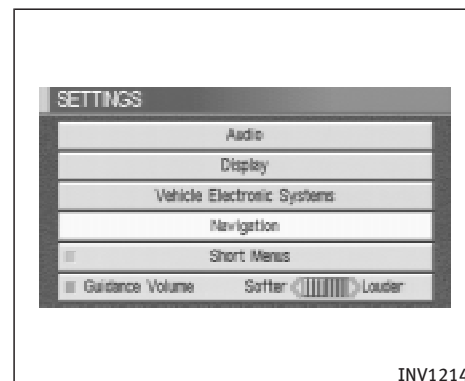 SETTINGS
Audio
Display
Vehicle Electronic Systems
Navigation
Short Menus
Guidance Volume Softer Louder
INV1214